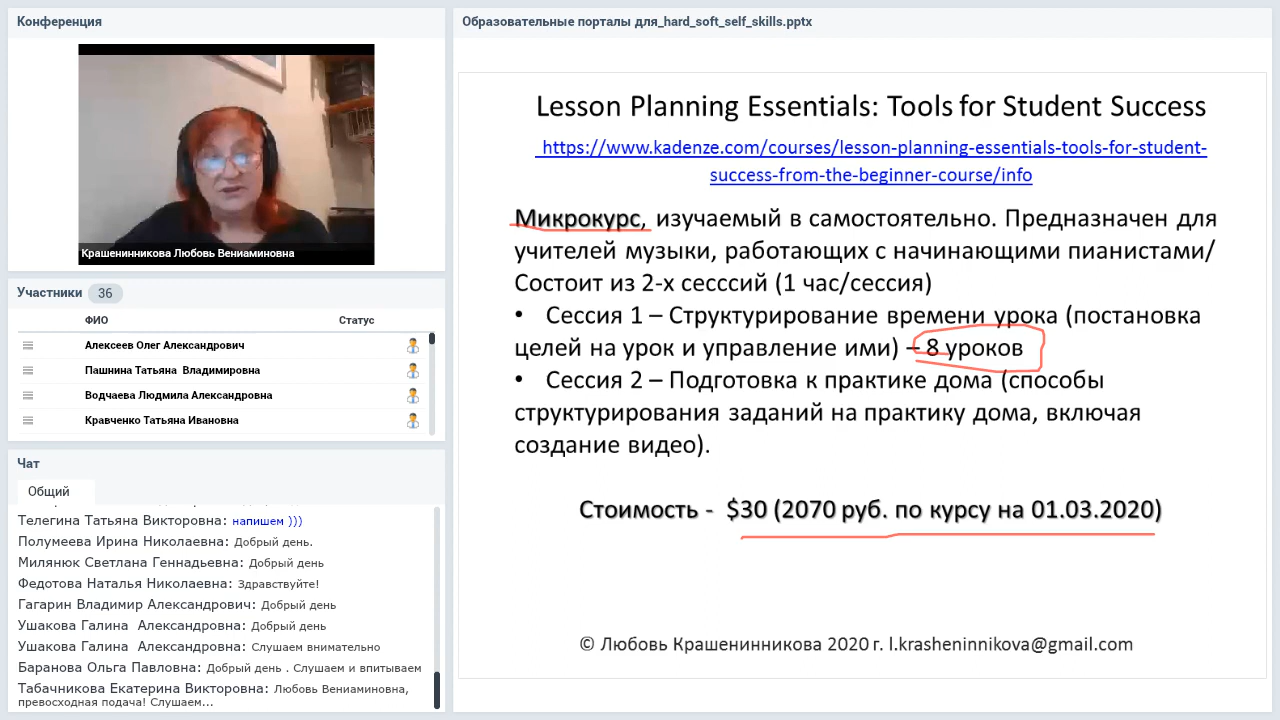 Конференция
Крашенинникова Любовь Вениаминовна
Участники 36
ФИО Статус
Алексеев Олег Александрович
Пашнина Татьяна Владимировна
Водчаева Людмила Александровна
Кравченко Татьяна Ивановна
Чат
Общий
Телегина Татьяна Викторовна: напишем )))
Полумеева Ирина Николаевна: Добрый день.
Милянюк Светлана Геннадьевна: Добрый день
Федотова Наталья Николаевна: Здравствуйте!
Гагарин Владимир Александрович: Добрый день
Ушакова Галина Александровна: Добрый день
Ушакова Галина Александровна: Слушаем внимательно
Баранова Ольга Павловна: Добрый день . Слушаем и впитываем
Табачникова Екатерина Викторовна: Любовь Вениаминовна,
превосходная подача! Слушаем...
Образовательные порталы для_hard_soft_self_skills.pptx
Lesson Planning Essentials: Tools for Student Success
https://www.kadenze.com/courses/lesson-planning-essentials-tools-for-student-
success-from-the-beginner-course/info
Микрокурс, изучаемый в самостоятельно. Предназначен для
учителей музыки, работающих с начинающими пианистами/
Состоит из 2-х сесссий (1 час/сессия)
• Сессия 1 – Структурирование времени урока (постановка
целей на урок и управление ими) – 8 уроков
• Сессия 2 – Подготовка к практике дома (способы
структурирования заданий на практику дома, включая
создание видео).
Стоимость - $30 (2070 руб. по курсу на 01.03.2020)
© Любовь Крашенинникова 2020 г. l.krasheninnikova@gmail.com